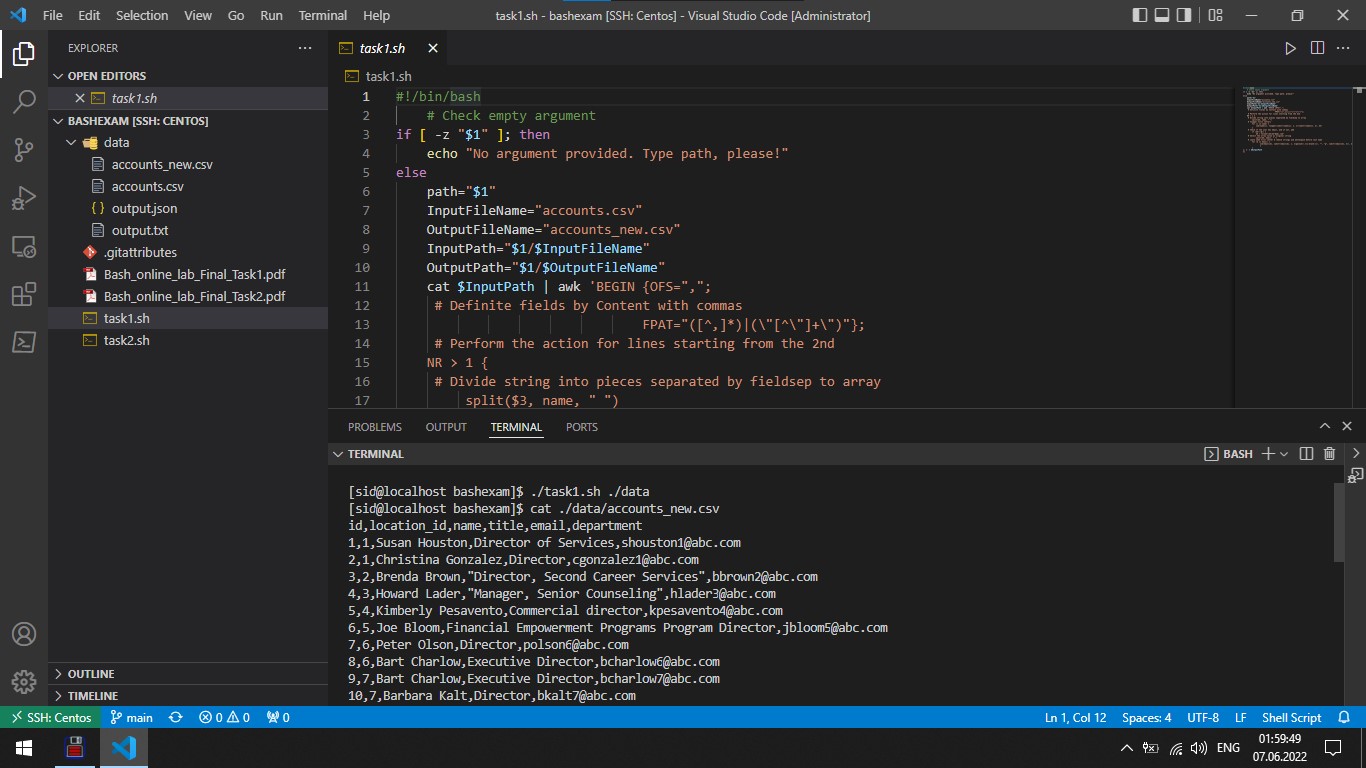 File Edit Selection View Go Run Terminal Help
task1.sh - bashexam [SSH: Centos] - Visual Studio Code [Administrator]
EXPLORER
OPEN EDITORS
task1.sh
BASHEXAM [SSH: CENTOS]
data
accounts_new.csv
accounts.csv
{ } output.json
output.txt
.gitattributes
Bash_online_lab_Final_Task1.pdf
Bash_online_lab_Final_Task2.pdf
task1.sh
task2.sh
OUTLINE
TIMELINE
task1.sh
task1.sh
1 #!/bin/bash
2 # Check empty argument
3 if [ -z "$1" ]; then
4 echo "No argument provided. Type path, please!"
5 else
6 path="$1"
7 InputFileName="accounts.csv"
8 OutputFileName="accounts_new.csv"
9 InputPath="$1/$InputFileName"
10 OutputPath="$1/$OutputFileName"
11 cat $InputPath | awk 'BEGIN {OFS=",";
12 # Definite fields by Content with commas
13 FPAT="([^,]*)|(\"[^\"]+\")"};
14 # Perform the action for lines starting from the 2nd
15 NR > 1 {
16 # Divide string into pieces separated by fieldsep to array
17 split($3, name, " ")
PROBLEMS OUTPUT TERMINAL PORTS
TERMINAL
BASH
[sid@localhost bashexam]$ ./task1.sh ./data
[sid@localhost bashexam]$ cat ./data/accounts_new.csv
id,location_id,name,title,email,department
1,1,Susan Houston,Director of Services,shouston1@abc.com
2,1,Christina Gonzalez,Director,cgonzalez1@abc.com
3,2,Brenda Brown,"Director, Second Career Services",bbrown2@abc.com
4,3,Howard Lader,"Manager, Senior Counseling",hlader3@abc.com
5,4,Kimberly Pesavento,Commercial director,kpesavento4@abc.com
6,5,Joe Bloom,Financial Empowerment Programs Program Director,jbloom5@abc.com
7,6,Peter Olson,Director,polson6@abc.com
8,6,Bart Charlow,Executive Director,bcharlow6@abc.com
9,7,Bart Charlow,Executive Director,bcharlow7@abc.com
10,7,Barbara Kalt,Director,bkalt7@abc.com
SSH: Centos main 0 0 0
Ln 1, Col 12 Spaces: 4 UTF-8 LF Shell Script
ENG
01:59:49
07.06.2022